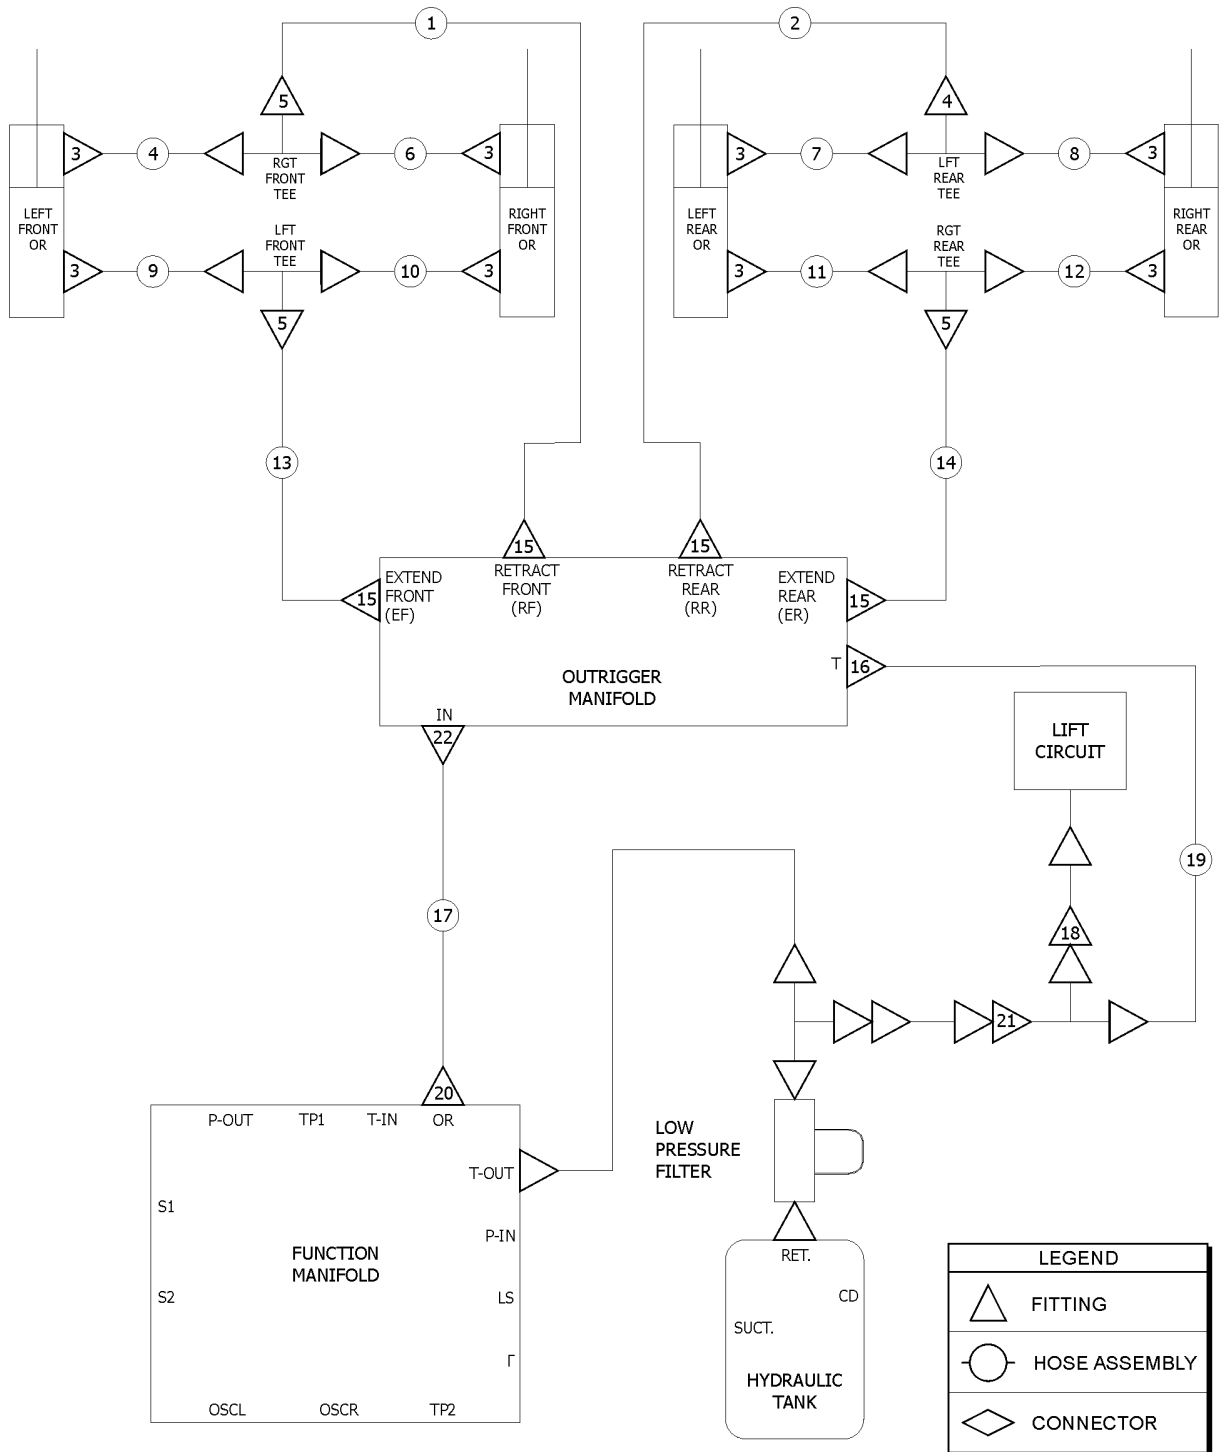 1
2
5
4
3
4
6
3
3
7
8
3
RGT
FRONT
TEE
LFT
REAR
TEE
LEFT
FRONT
OR
RIGHT
FRONT
OR
LEFT
REAR
OR
RIGHT
REAR
OR
LFT
FRONT
TEE
RGT
REAR
TEE
3
9
10
3
3
11
12
3
5
5
13
14
15
15
15
EXTEND
FRONT
(EF)
RETRACT
FRONT
(RF)
RETRACT
REAR
(RR)
EXTEND
REAR
(ER)
15
T
16
OUTRIGGER
MANIFOLD
IN
22
LIFT
CIRCUIT
19
17
18
21
20
P-OUT
TP1
T-IN
OR
T-OUT
LOW
PRESSURE
FILTER
S1
P-IN
FUNCTION
MANIFOLD
S2
LS
RET.
CD
SUCT.
HYDRAULIC
TANK
OSCL
OSCR
TP2
LEGEND
FITTING
HOSE ASSEMBLY
CONNECTOR